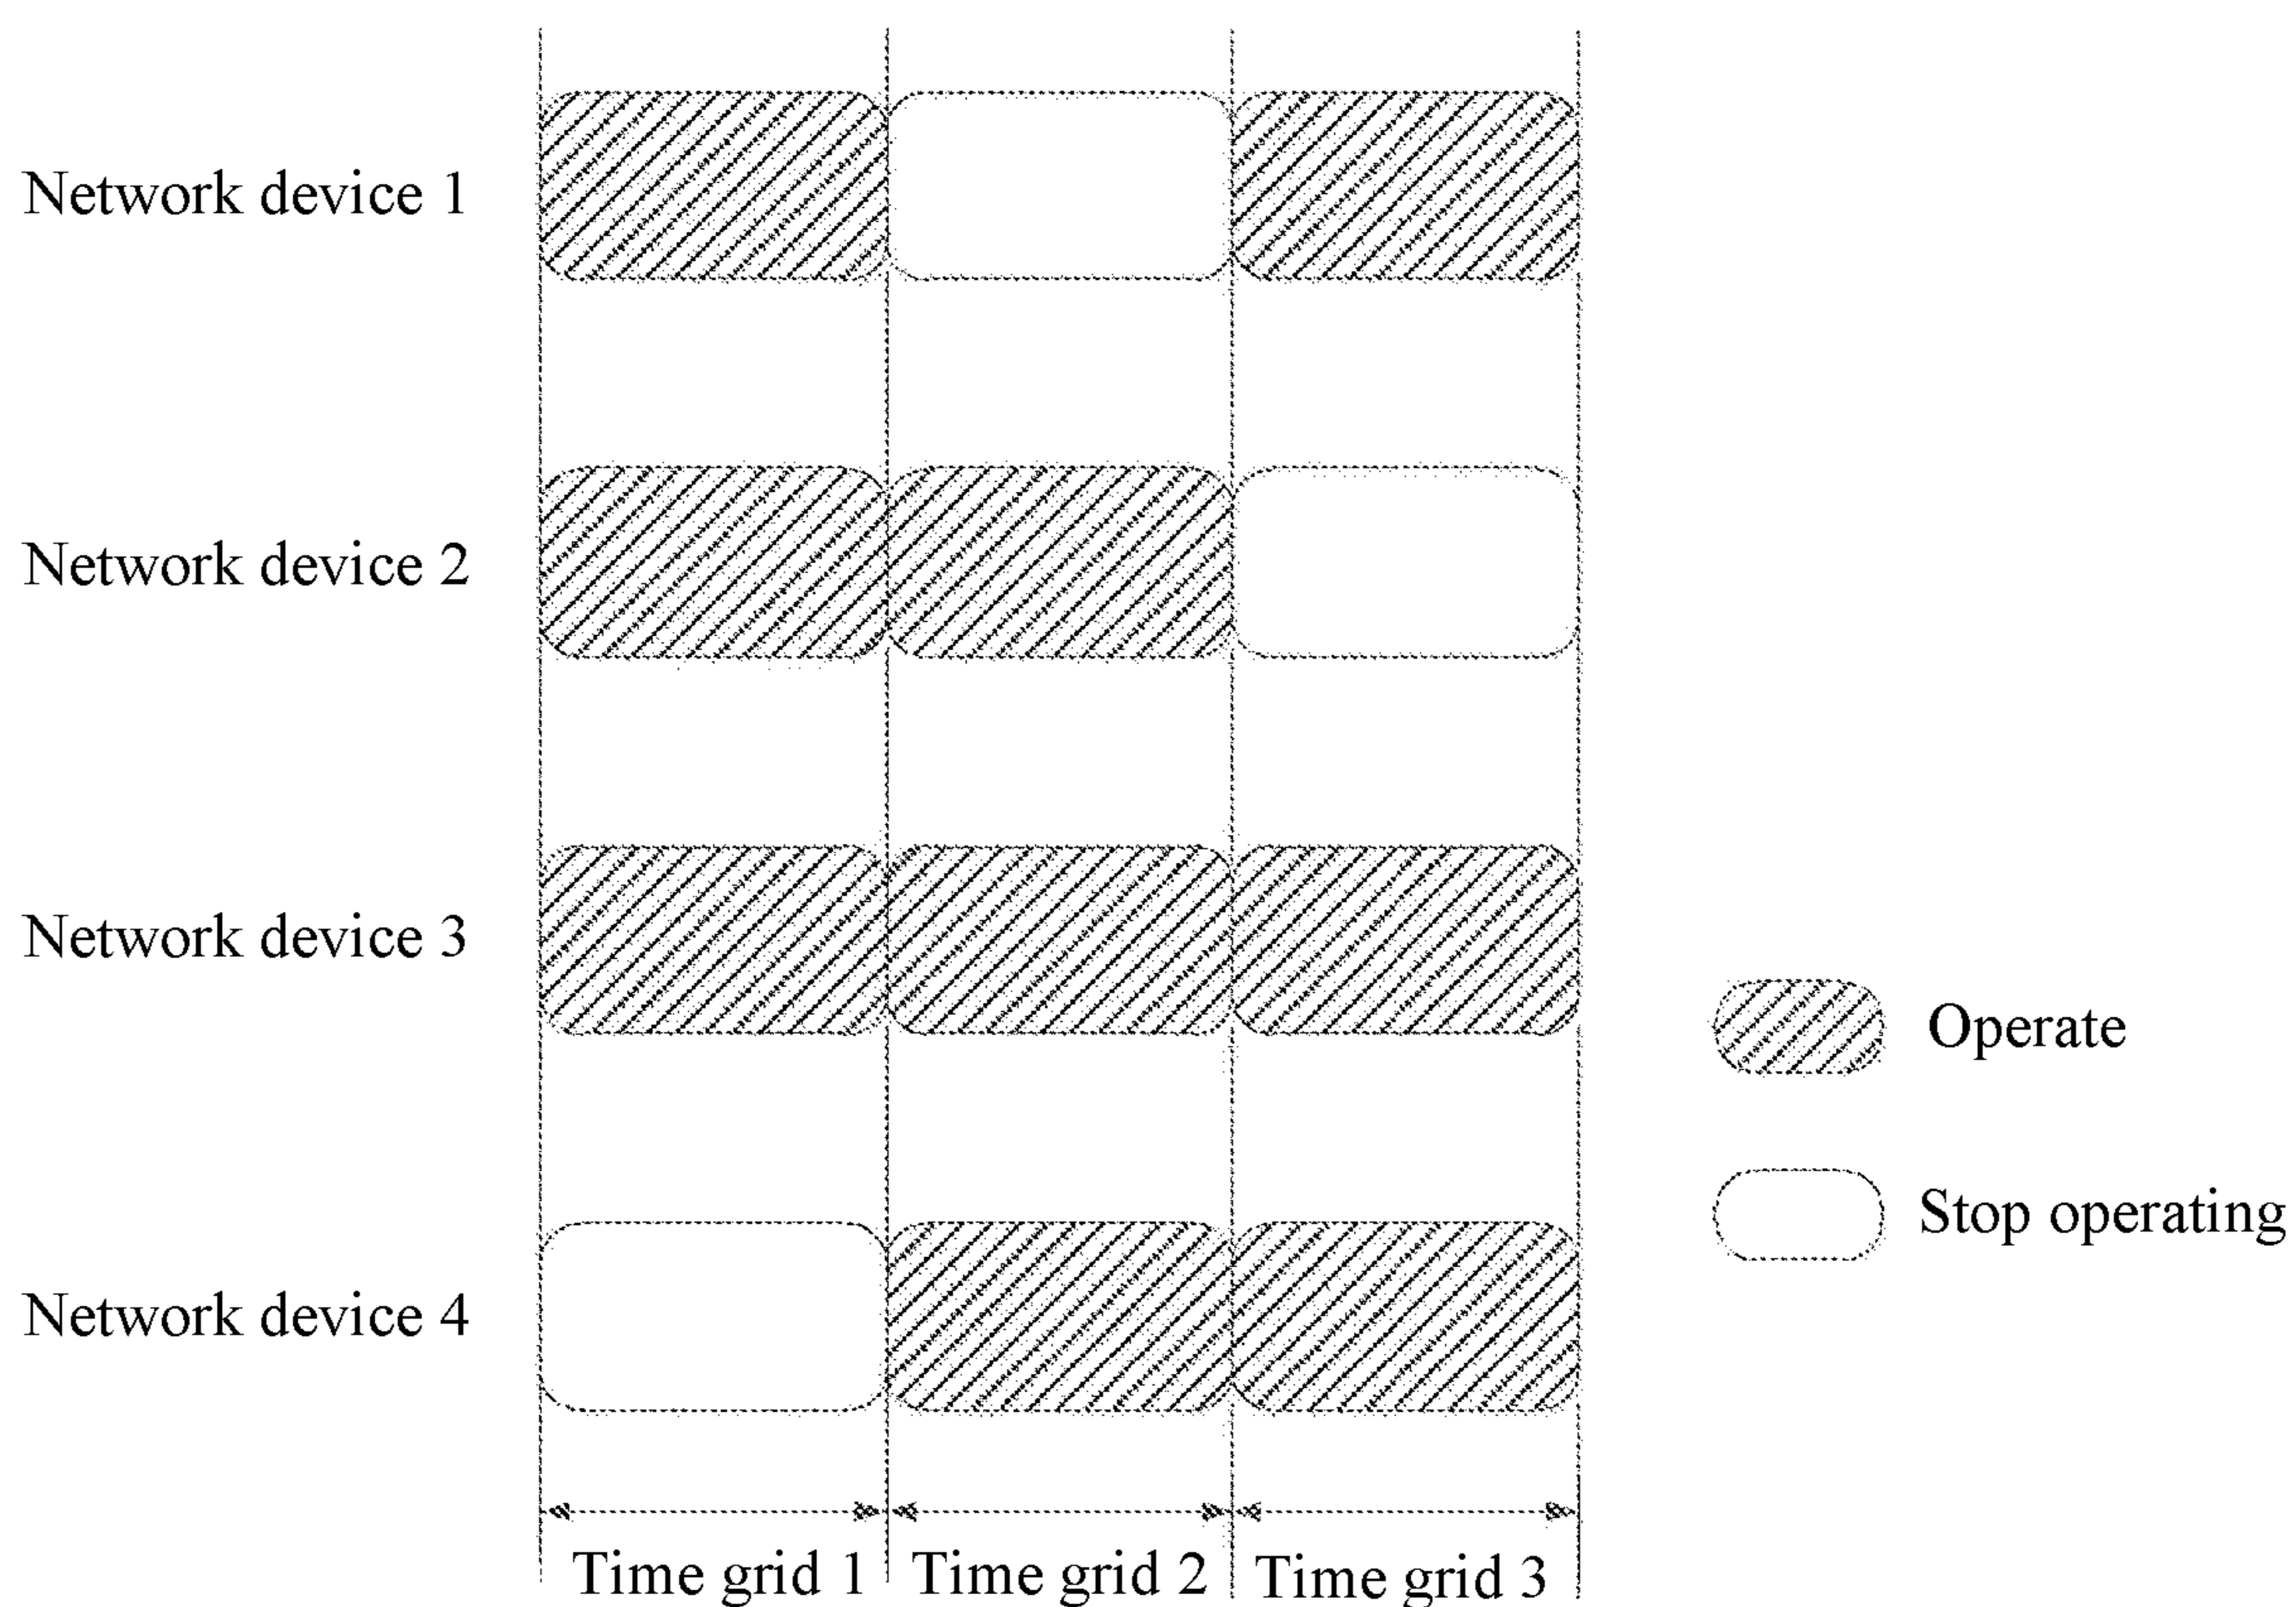 Network device 1
Network device 2
Network device 3
Operate
Stop operating
Network device 4
Time grid 1
Time grid 2
Time grid 3